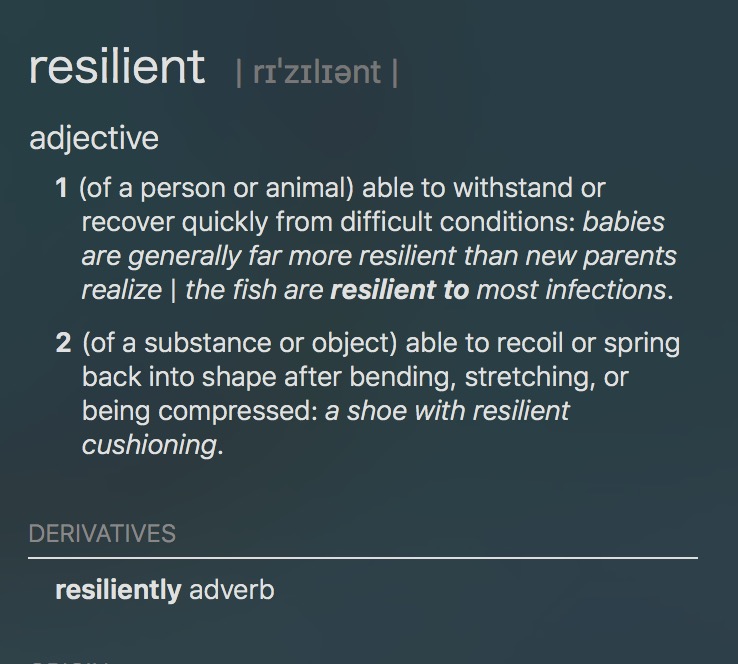 resilient | rɪˈzɪlɪənt |
adjective
1 (of a person or animal) able to withstand or
recover quickly from difficult conditions: babies
are generally far more resilient than new parents
realize | the fish are resilient to most infections.
2 (of a substance or object) able to recoil or spring
back into shape after bending, stretching, or
being compressed: a shoe with resilient
cushioning.
DERIVATIVES
resiliently adverb